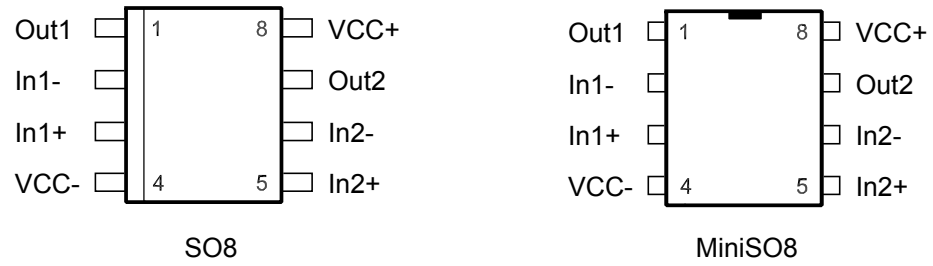 Out1 1 8 VCC+
In1- Out2
In1+ In2-
VCC- 4 5 In2+
SO8
Out1 1 8 VCC+
In1- Out2
In1+ In2-
VCC- 4 5 In2+
MiniSO8